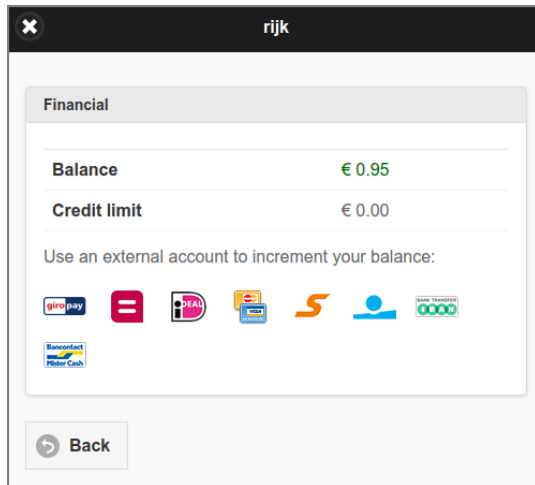 rijk
Financial
Balance € 0.95
Credit limit € 0.00
Use an external account to increment your balance:
giropay
iDEAL
VISA
BANK TRANSFER
IBAN
Bancontact
Mister Cash
Back